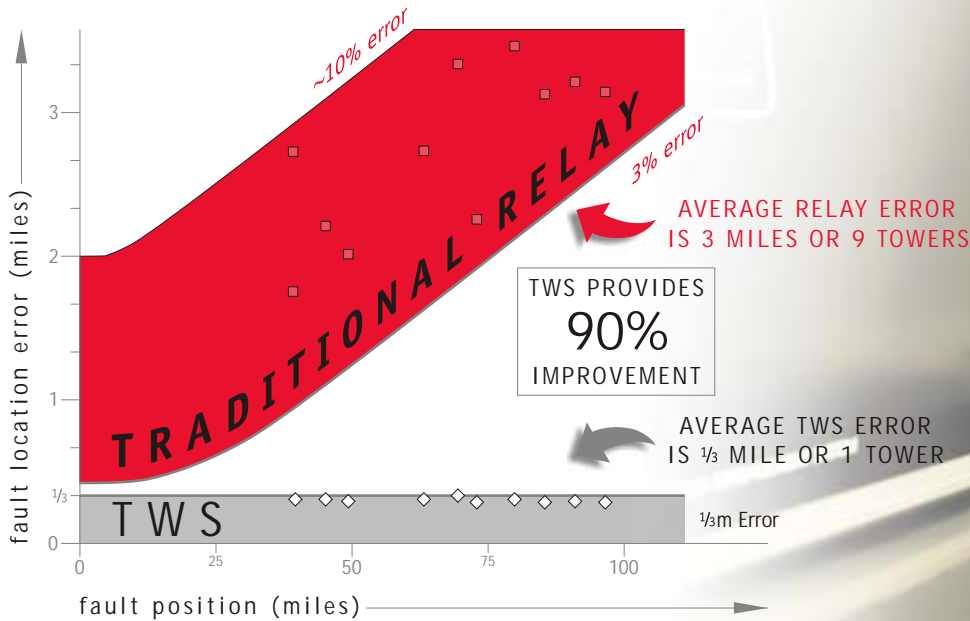 fault location error (miles)
3
2
1
1/3
0
~10% error
TRADITIONAL RELAY
3% error
AVERAGE RELAY ERROR
IS 3 MILES OR 9 TOWERS
TWS PROVIDES
90%
IMPROVEMENT
AVERAGE TWS ERROR
IS 1/3 MILE OR 1 TOWER
TWS
1/3m Error
0
25
50
75
100
fault position (miles)